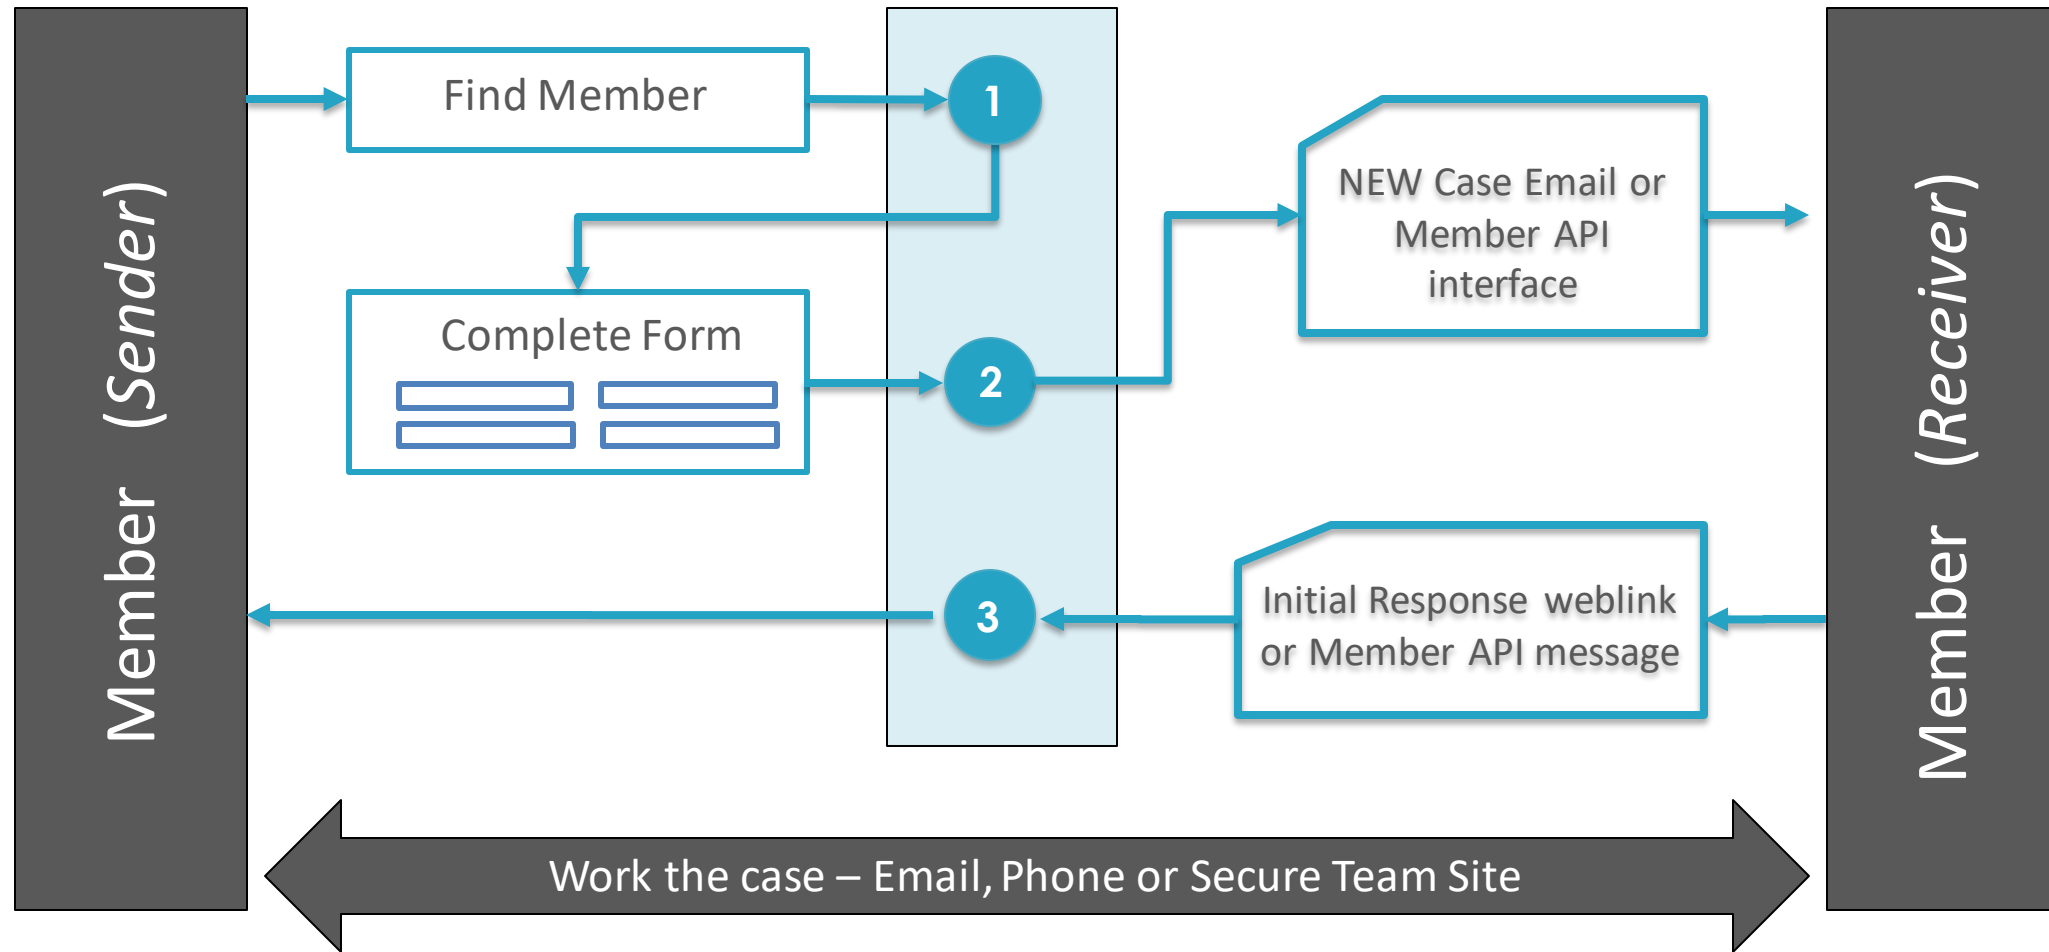 Member (Sender)
Find Member
1
Complete Form
2
NEW Case Email or
Member API
interface
3
Initial Response weblink
or Member API message
Member (Receiver)
Work the case – Email, Phone or Secure Team Site